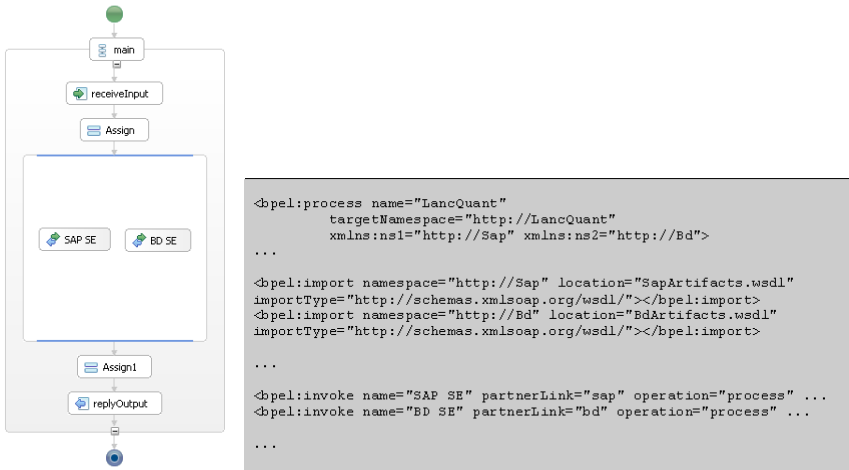 main
receiveInput
Assign
SAP SE
BD SE
Assign1
replyOutput
<bpel:process name="LancQuant"
targetNamespace="http://LancQuant"
xmlns:ns1="http://Sap" xmlns:ns2="http://Bd">
...
<bpel:import namespace="http://Sap" location="SapArtifacts.wsdl"
importType="http://schemas.xmlsoap.org/wsdl/"></bpel:import>
<bpel:import namespace="http://Bd" location="BdArtifacts.wsdl"
importType="http://schemas.xmlsoap.org/wsdl/"></bpel:import>
...
<bpel:invoke name="SAP SE" partnerLink="sap" operation="process" ...
<bpel:invoke name="BD SE" partnerLink="bd" operation="process" ...
...